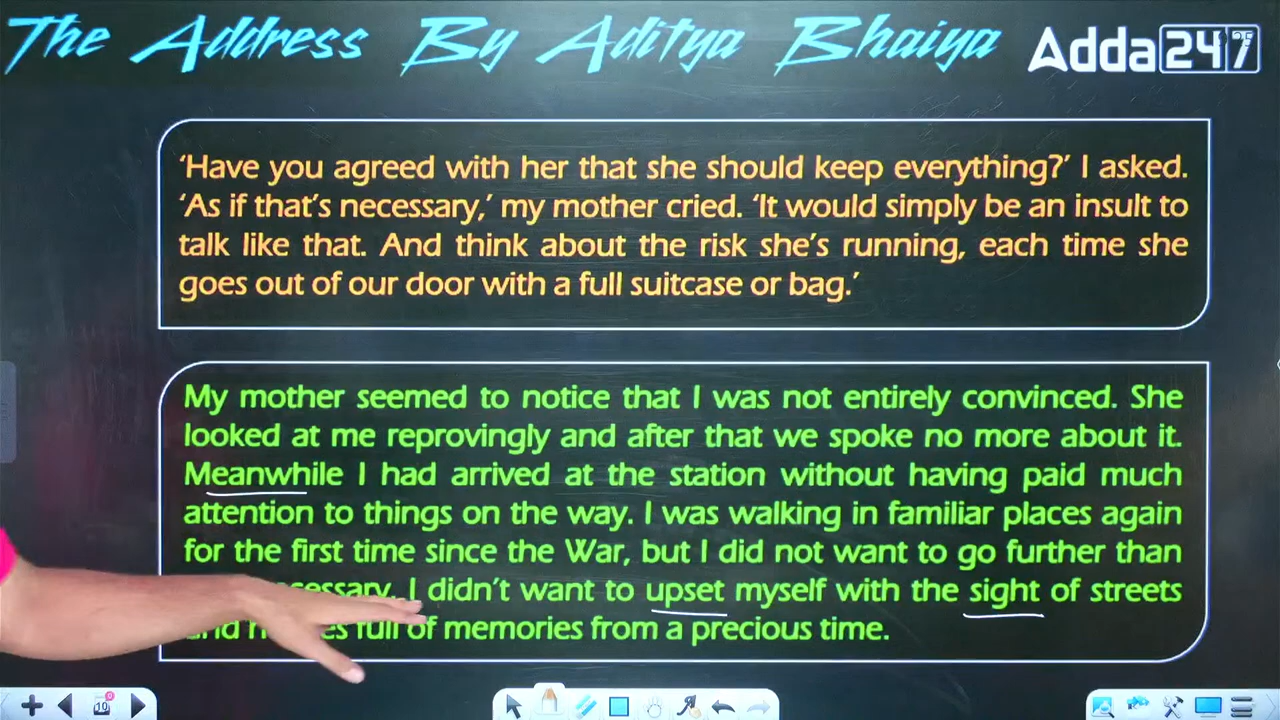 The Address By Aditya Bhaiya
Adda247
‘Have you agreed with her that she should keep everything?’ I asked.
‘As if that’s necessary,’ my mother cried. ‘It would simply be an insult to
talk like that. And think about the risk she’s running, each time she
goes out of our door with a full suitcase or bag.’
My mother seemed to notice that I was not entirely convinced. She
looked at me reprovingly and after that we spoke no more about it.
Meanwhile I had arrived at the station without having paid much
attention to things on the way. I was walking in familiar places again
for the first time since the War, but I did not want to go further than
I didn’t want to upset myself with the sight of streets
and full of memories from a precious time.
10